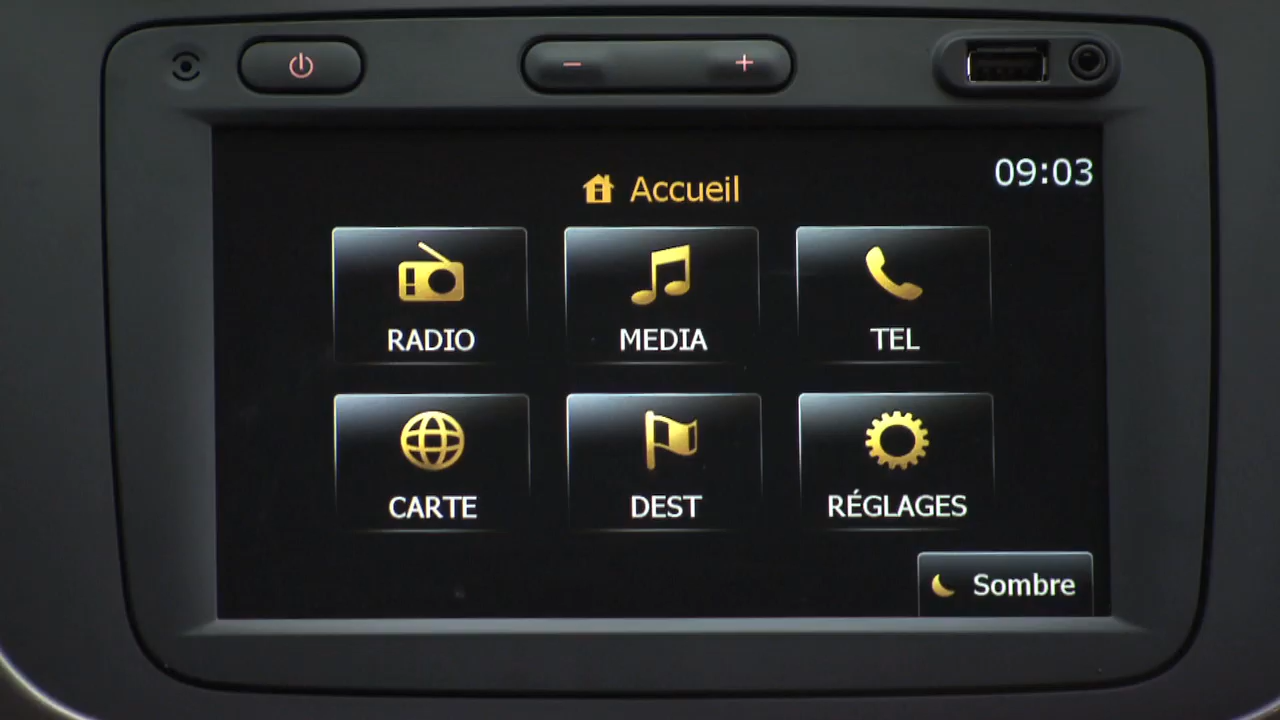 09:03
Accueil
RADIO
MEDIA
TEL
CARTE
DEST
RÉGLAGES
Sombre